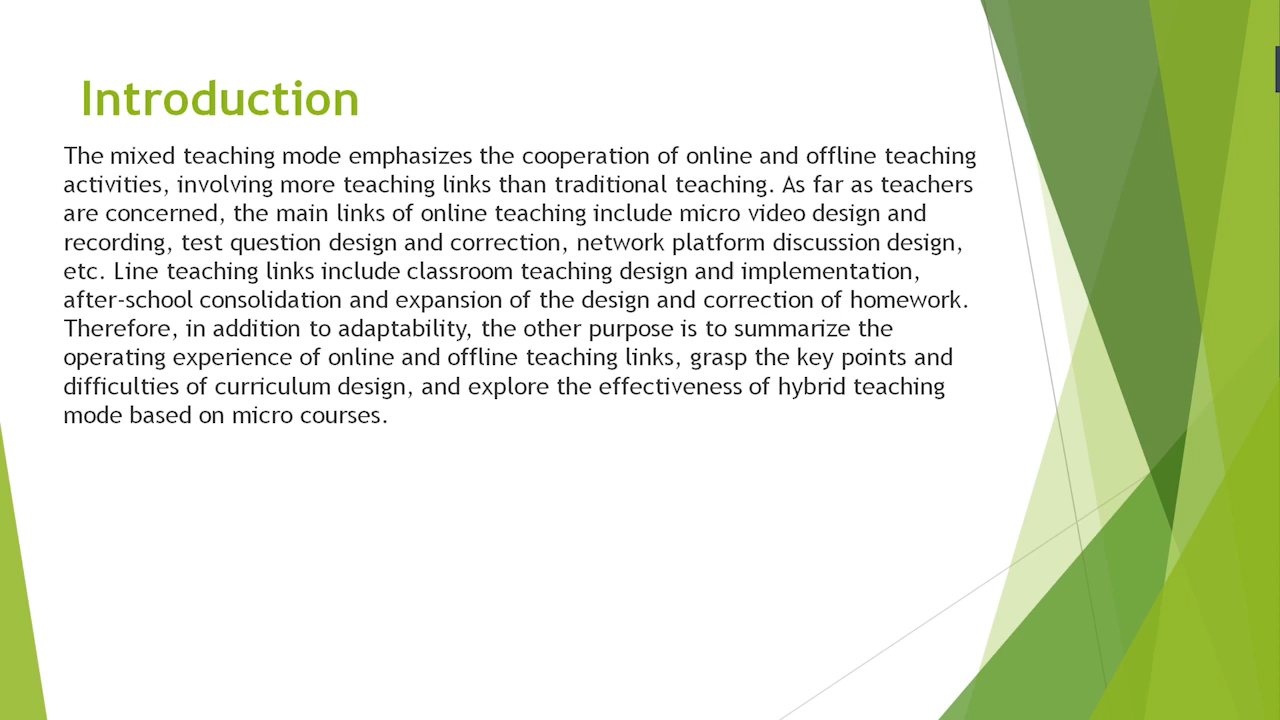 Introduction
The mixed teaching mode emphasizes the cooperation of online and offline teaching
activities, involving more teaching links than traditional teaching. As far as teachers
are concerned, the main links of online teaching include micro video design and
recording, test question design and correction, network platform discussion design,
etc. Line teaching links include classroom teaching design and implementation,
after-school consolidation and expansion of the design and correction of homework.
Therefore, in addition to adaptability, the other purpose is to summarize the
operating experience of online and offline teaching links, grasp the key points and
difficulties of curriculum design, and explore the effectiveness of hybrid teaching
mode based on micro courses.